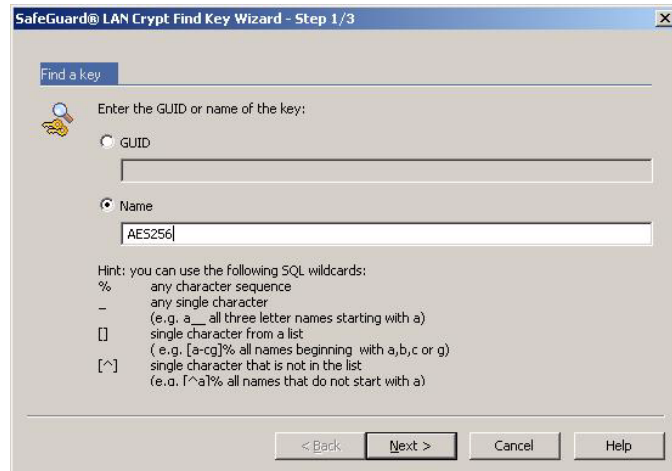 SafeGuard® LAN Crypt Find Key Wizard - Step 1/3
Find a key
Enter the GUID or name of the key:
GUID
Name
AES256
Hint: you can use the following SQL wildcards:
% any character sequence
_ any single character
(e.g. a__ all three letter names starting with a)
[] single character from a list
( e.g. [a-cg]% all names beginning with a,b,c or g)
[^] single character that is not in the list
(e.g. [^a]% all names that do not start with a)
< Back
Next >
Cancel
Help